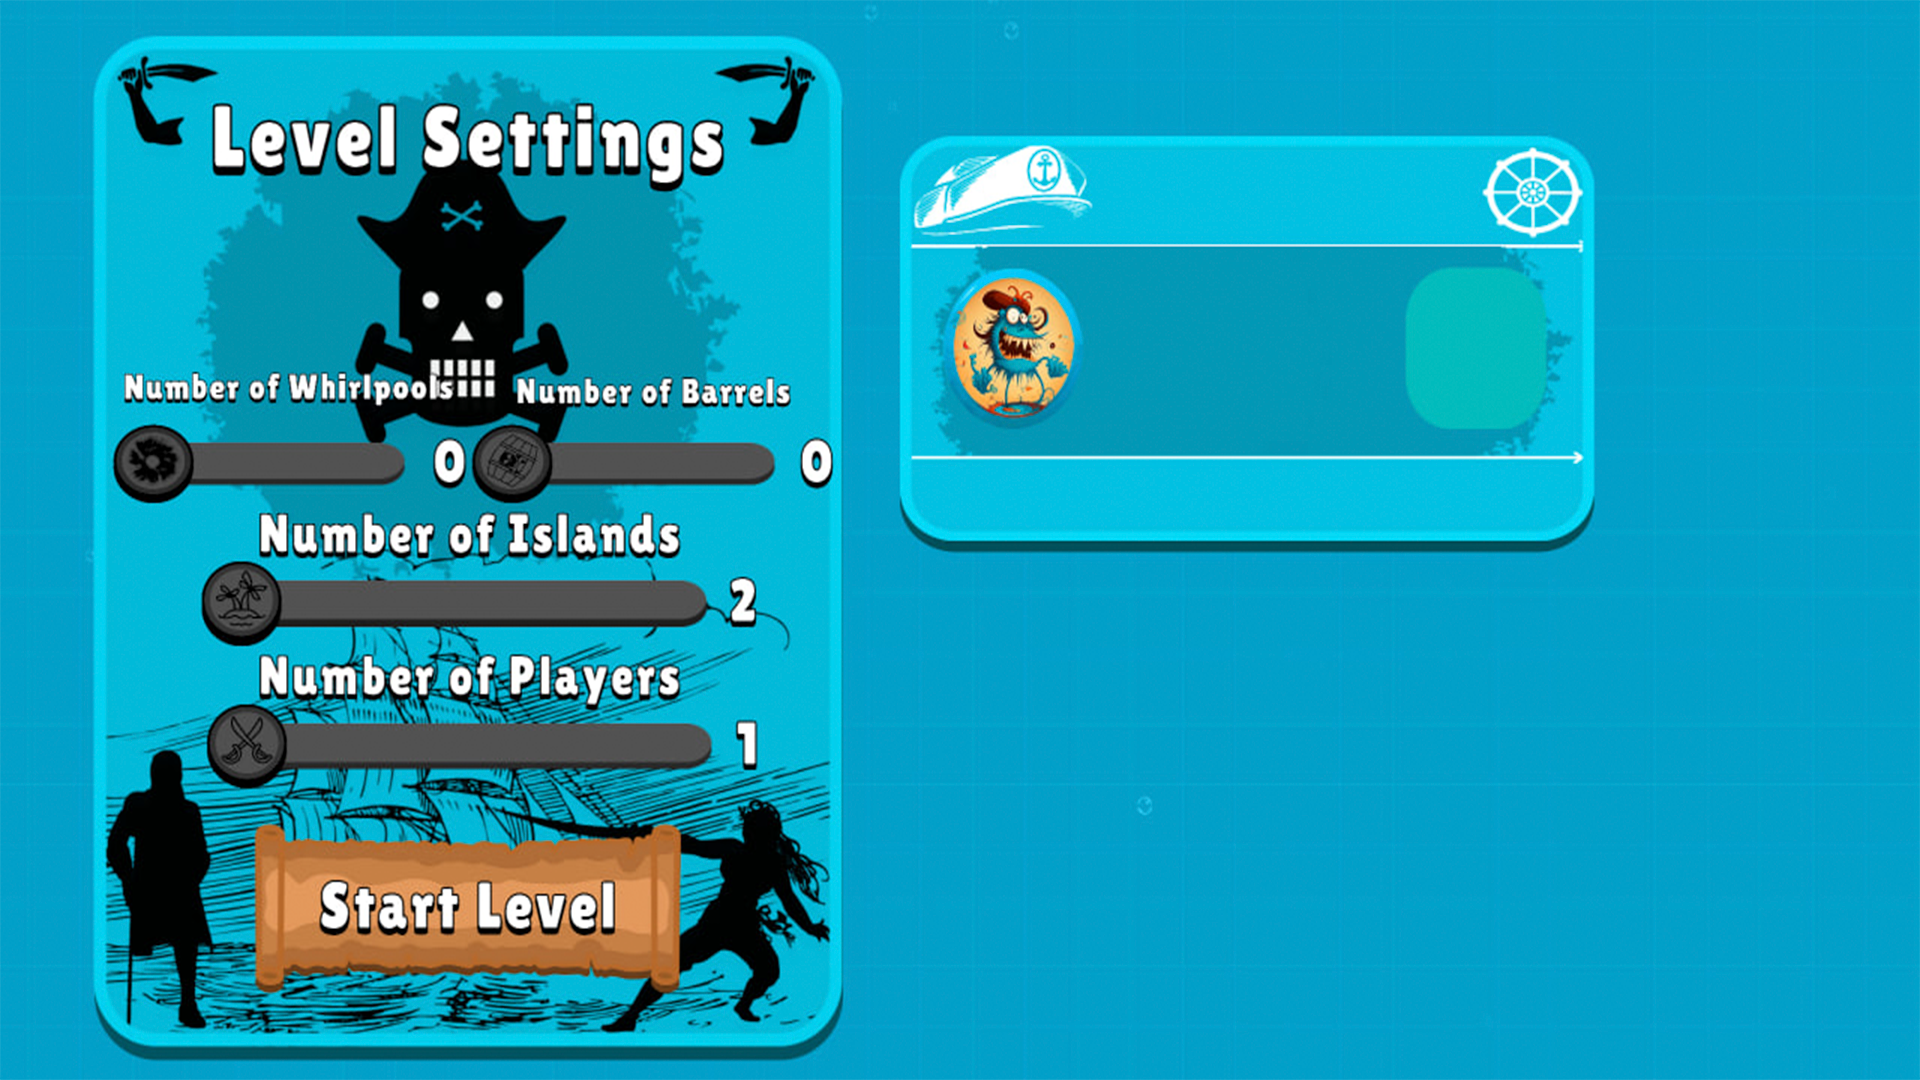 Level Settings
Number of Whirlpools
Number of Barrels
0
0
Number of Islands
2
Number of Players
1
Start Level